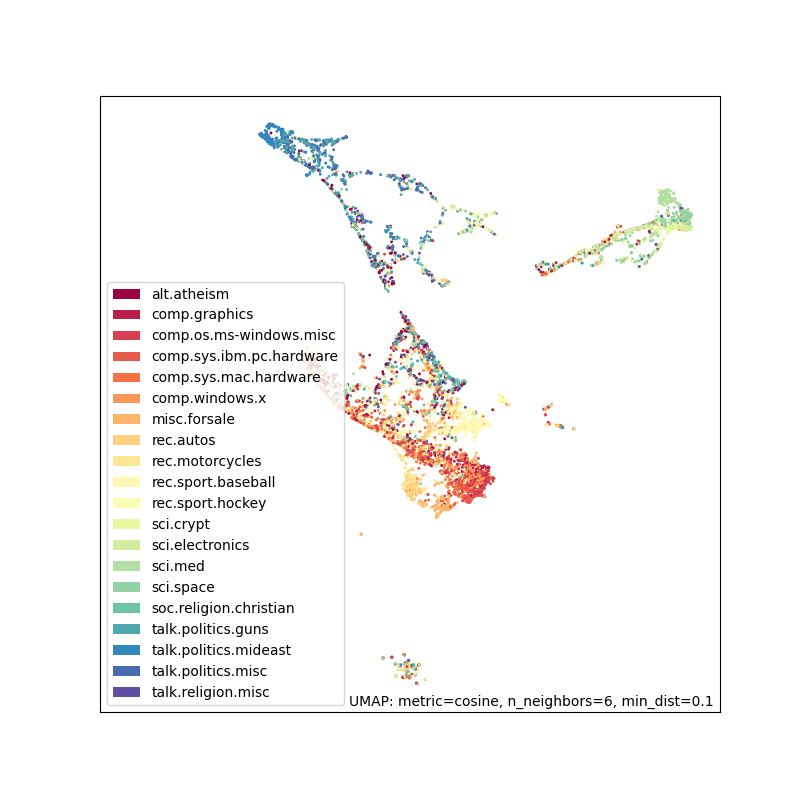 alt.atheism
comp.graphics
comp.os.ms-windows.misc
comp.sys.ibm.pc.hardware
comp.sys.mac.hardware
comp.windows.x
misc.forsale
rec.autos
rec.motorcycles
rec.sport.baseball
rec.sport.hockey
sci.crypt
sci.electronics
sci.med
sci.space
soc.religion.christian
talk.politics.guns
talk.politics.mideast
talk.politics.misc
talk.religion.misc
UMAP: metric=cosine, n_neighbors=6, min_dist=0.1